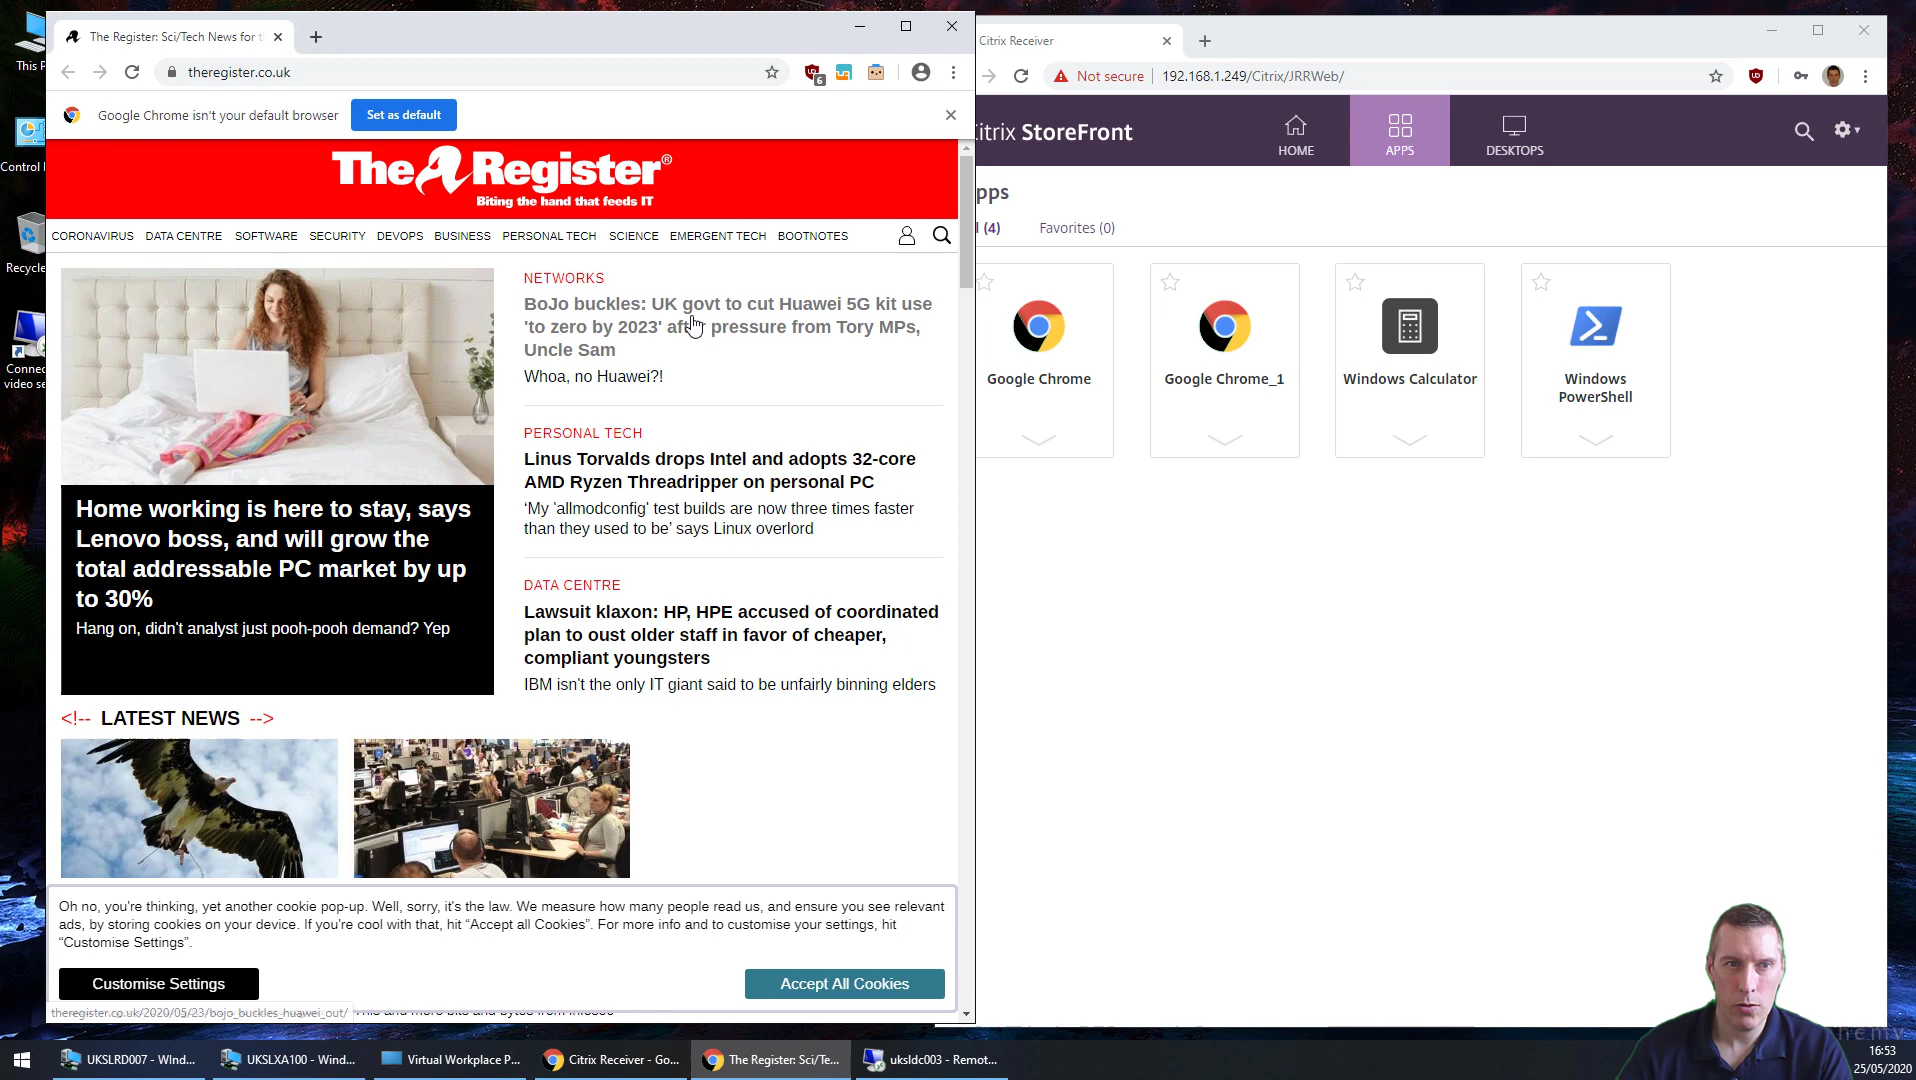 This P
Control
Recycle
Connec
video se
The Register: Sci/Tech News for t
theregister.co.uk
6
Google Chrome isn't your default browser
Set as default
The Register®
Biting the hand that feeds IT
CORONAVIRUS DATA CENTRE SOFTWARE SECURITY DEVOPS BUSINESS PERSONAL TECH SCIENCE EMERGENT TECH BOOTNOTES
NETWORKS
BoJo buckles: UK govt to cut Huawei 5G kit use
'to zero by 2023' after pressure from Tory MPs,
Uncle Sam
Whoa, no Huawei?!
PERSONAL TECH
Linus Torvalds drops Intel and adopts 32-core
AMD Ryzen Threadripper on personal PC
‘My 'allmodconfig' test builds are now three times faster
than they used to be’ says Linux overlord
DATA CENTRE
Lawsuit klaxon: HP, HPE accused of coordinated
plan to oust older staff in favor of cheaper,
compliant youngsters
IBM isn't the only IT giant said to be unfairly binning elders
Home working is here to stay, says
Lenovo boss, and will grow the
total addressable PC market by up
to 30%
Hang on, didn't analyst just pooh-pooh demand? Yep
<!-- LATEST NEWS -->
Oh no, you're thinking, yet another cookie pop-up. Well, sorry, it's the law. We measure how many people read us, and ensure you see relevant
ads, by storing cookies on your device. If you're cool with that, hit “Accept all Cookies”. For more info and to customise your settings, hit
“Customise Settings”.
Customise Settings
Accept All Cookies
theregister.co.uk/2020/05/23/bojo_buckles_huawei_out/
Citrix Receiver
Not secure 192.168.1.249/Citrix/JRRWeb/
itrix StoreFront
HOME
APPS
DESKTOPS
pps
l (4)
Favorites (0)
Google Chrome
Google Chrome_1
Windows Calculator
Windows
PowerShell
UKSLRD007 - Wind...
UKSLXA100 - Wind...
Virtual Workplace P...
Citrix Receiver - Go...
The Register: Sci/Te...
uksldc003 - Remot...
16:53
25/05/2020